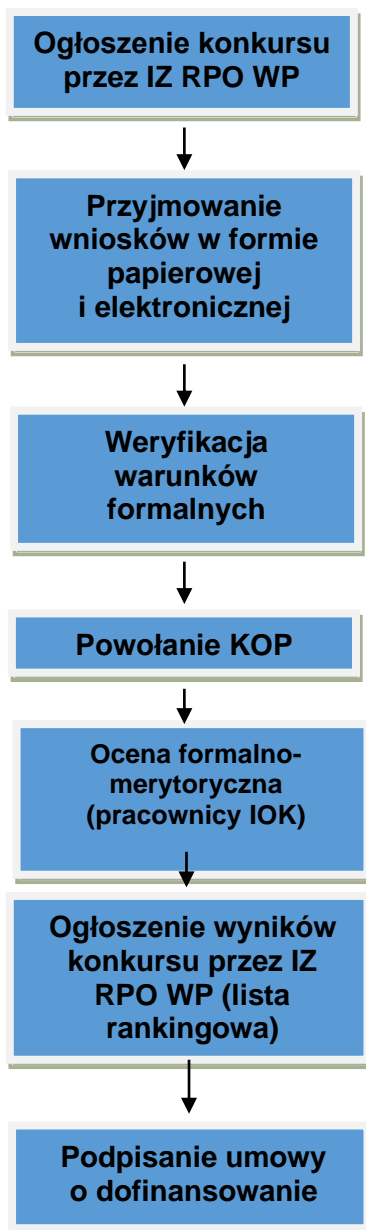 Ogłoszenie konkursu
przez IZ RPO WP
Przyjmowanie
wniosków w formie
papierowej
i elektronicznej
Weryfikacja
warunków
formalnych
Powołanie KOP
Ocena formalno-
merytoryczna
(pracownicy IOK)
Ogłoszenie wyników
konkursu przez IZ
RPO WP (lista
rankingowa)
Podpisanie umowy
o dofinansowanie